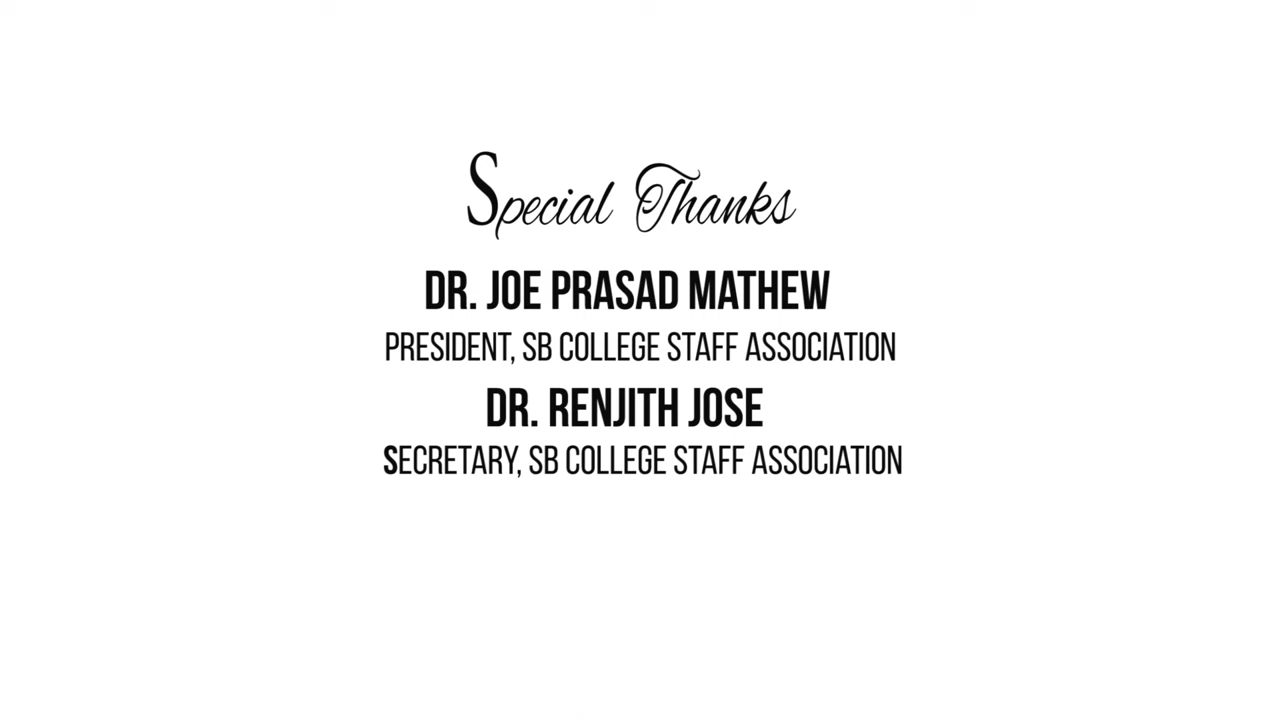 Special Thanks
DR. JOE PRASAD MATHEW
PRESIDENT, SB COLLEGE STAFF ASSOCIATION
DR. RENJITH JOSE
SECRETARY, SB COLLEGE STAFF ASSOCIATION